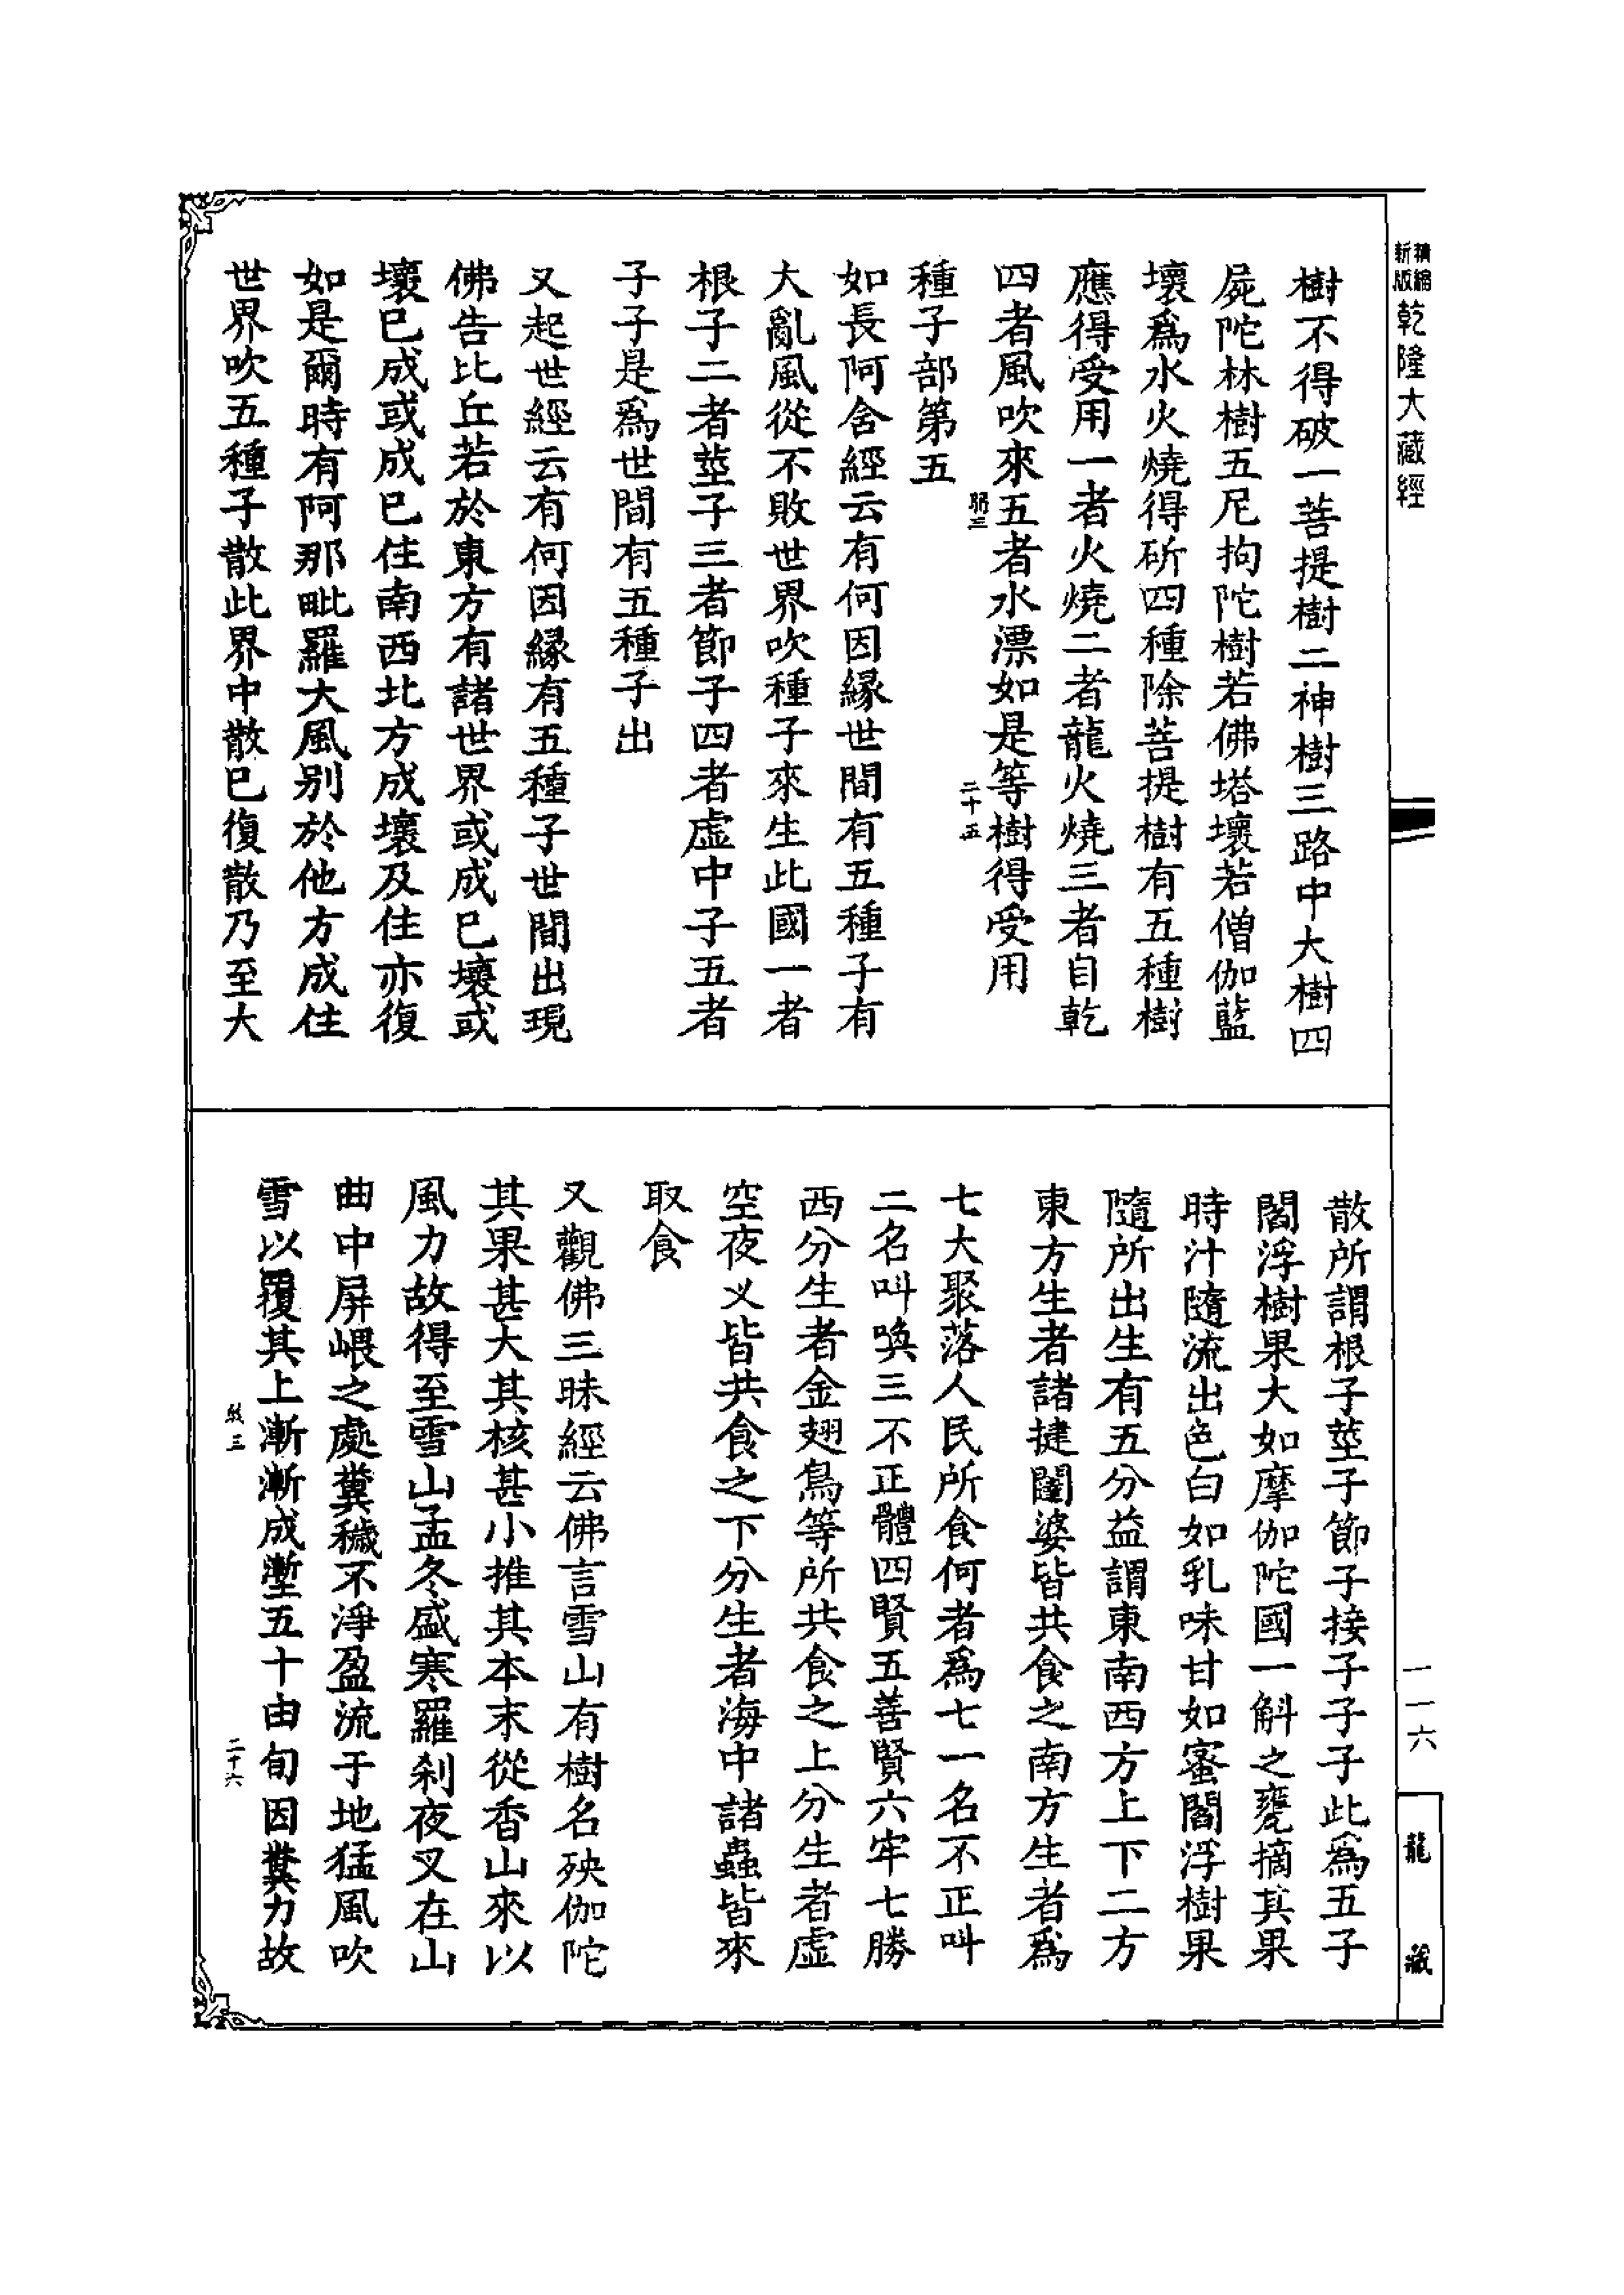 新版
精縮
乾隆大藏經
樹不得破一菩提樹二神樹三路中大樹四
屍陀林樹五尼拘陀樹若佛塔壞若僧伽藍
壞爲水火燒得斫四種除菩提樹有五種樹
應得受用一者火燒二者龍火燒三者自乾
四者風吹來五者水漂如是等樹得受用
二十五
種子部第五
如長阿舍經云有何因緣世間有五種子有
大亂風從不敗世界吹種子來生此國一者
根子二者莖子三者節子四者虛中子五者
子子是爲世間有五種子出
又起世經云有何因緣有五種子世間出現
佛告比丘若於東方有諸世界或成已壞或
壞已成或成已住南西北方成壞及住亦復
如是爾時有阿那毗羅大風別於他方成住
世界吹五種子散此界中散已復散乃至大
散所謂根子莖子節子接子子子此爲五子
閻浮樹果大如摩伽陀國一斛之甕摘其果
時汁隨流出色白如乳味甘如蜜閻浮樹果
隨所出生有五分益謂東南西方上下二方
東方生者諸揵闥婆皆共食之南方生者爲
七大聚落人民所食何者爲七一名不正叫
二名叫喚三不正體四賢五善賢六牢七勝
西分生者金翅鳥等所共食之上分生者虛
空夜叉皆共食之下分生者海中諸蟲皆來
取食
又觀佛三昧經云佛言雪山有樹名殃伽陀
其果甚大其核甚小推其本末從香山來以
風力故得至雪山孟冬盛寒羅刹夜叉在山
曲中屏隈之處糞穢不淨盈流于地猛風吹
雪以覆其上漸漸成壍五十由旬因糞力故
二十六
一一六
龍藏